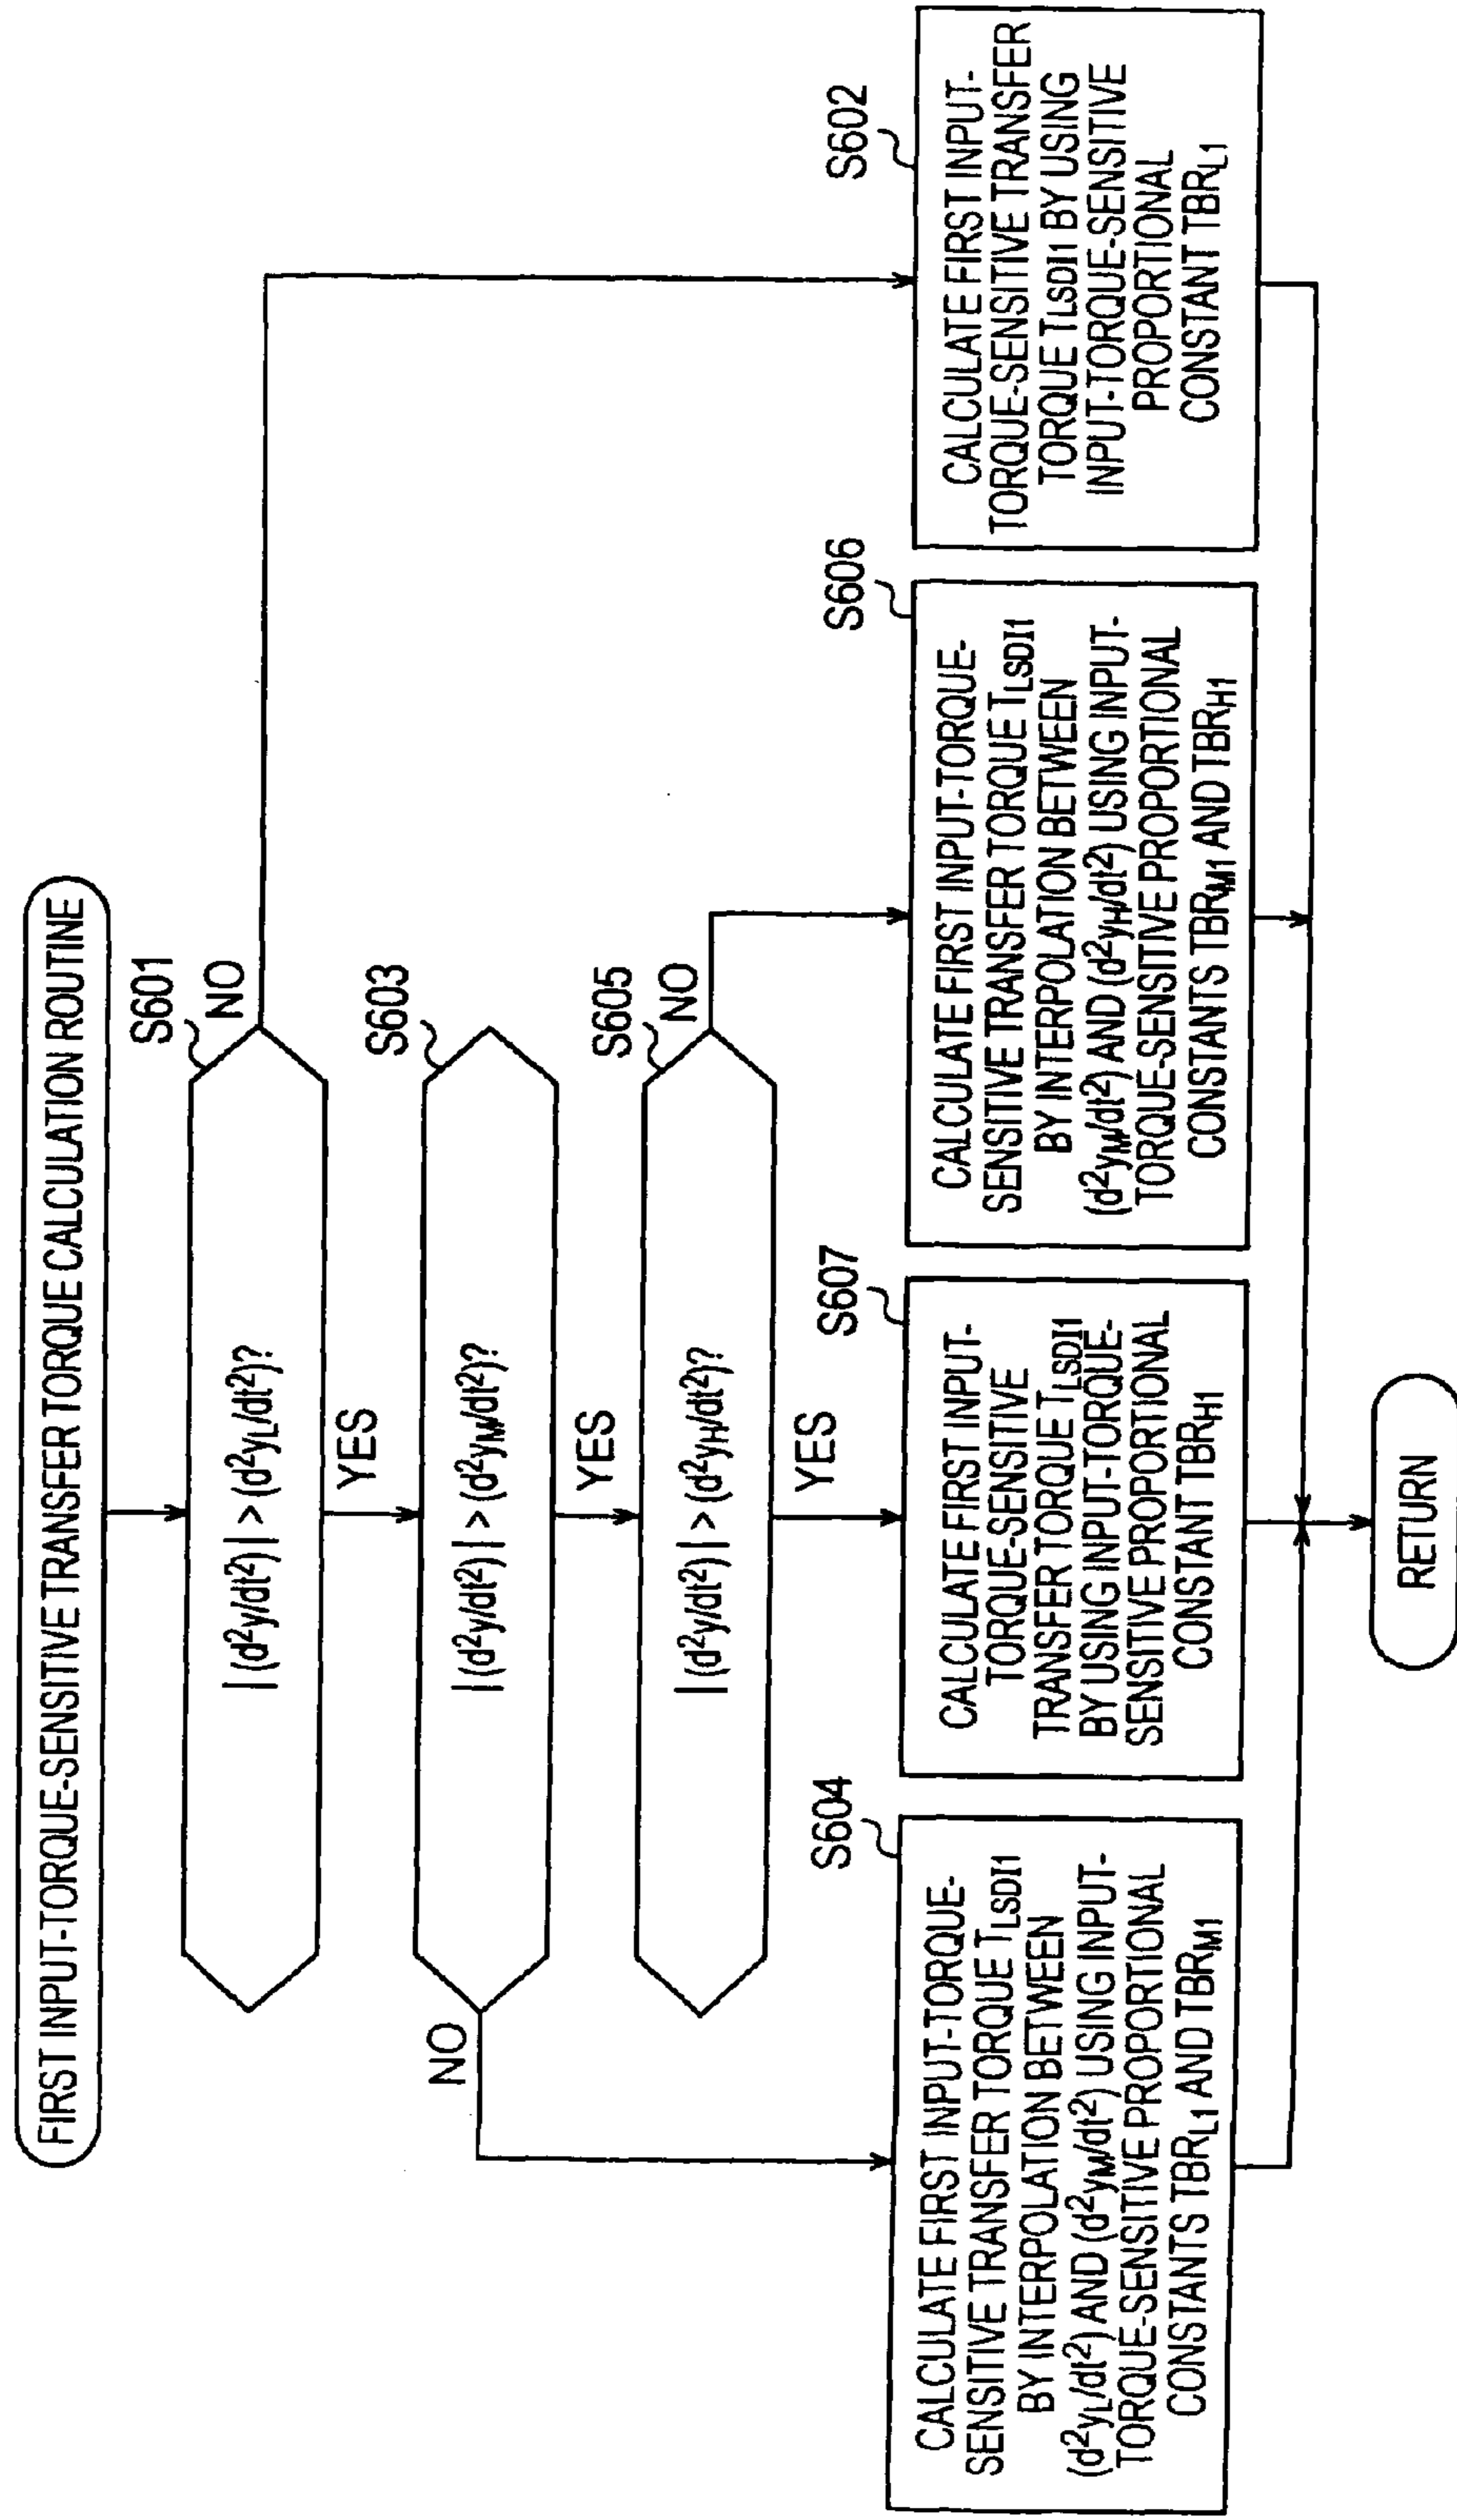 FIRST INPUT-TORQUE-SENSITIVE TRANSFER TORQUE CALCULATION ROUTINE
S601
|(d²y/dt²)| > (d²yL/dt²)?
NO
YES
S603
|(d²y/dt²)| > (d²yM/dt²)?
NO
YES
S605
|(d²y/dt²)| > (d²yH/dt²)?
NO
YES
S604
CALCULATE FIRST INPUT-TORQUE-
SENSITIVE TRANSFER TORQUE TLSDI1
BY INTERPOLATION BETWEEN
(d²yL/dt²) AND (d²yM/dt²) USING INPUT-
TORQUE-SENSITIVE PROPORTIONAL
CONSTANTS TBRL1 AND TBRM1
S607
CALCULATE FIRST INPUT-
TORQUE-SENSITIVE
TRANSFER TORQUE TLSDI1
BY USING INPUT-TORQUE-
SENSITIVE PROPORTIONAL
CONSTANT TBRH1
S606
CALCULATE FIRST INPUT-TORQUE-
SENSITIVE TRANSFER TORQUE TLSDI1
BY INTERPOLATION BETWEEN
(d²yM/dt²) AND (d²yH/dt²) USING INPUT-
TORQUE-SENSITIVE PROPORTIONAL
CONSTANTS TBRM1 AND TBRH1
S602
CALCULATE FIRST INPUT-
TORQUE-SENSITIVE TRANSFER
TORQUE TLSDI1 BY USING
INPUT-TORQUE-SENSITIVE
PROPORTIONAL
CONSTANT TBRL1
RETURN